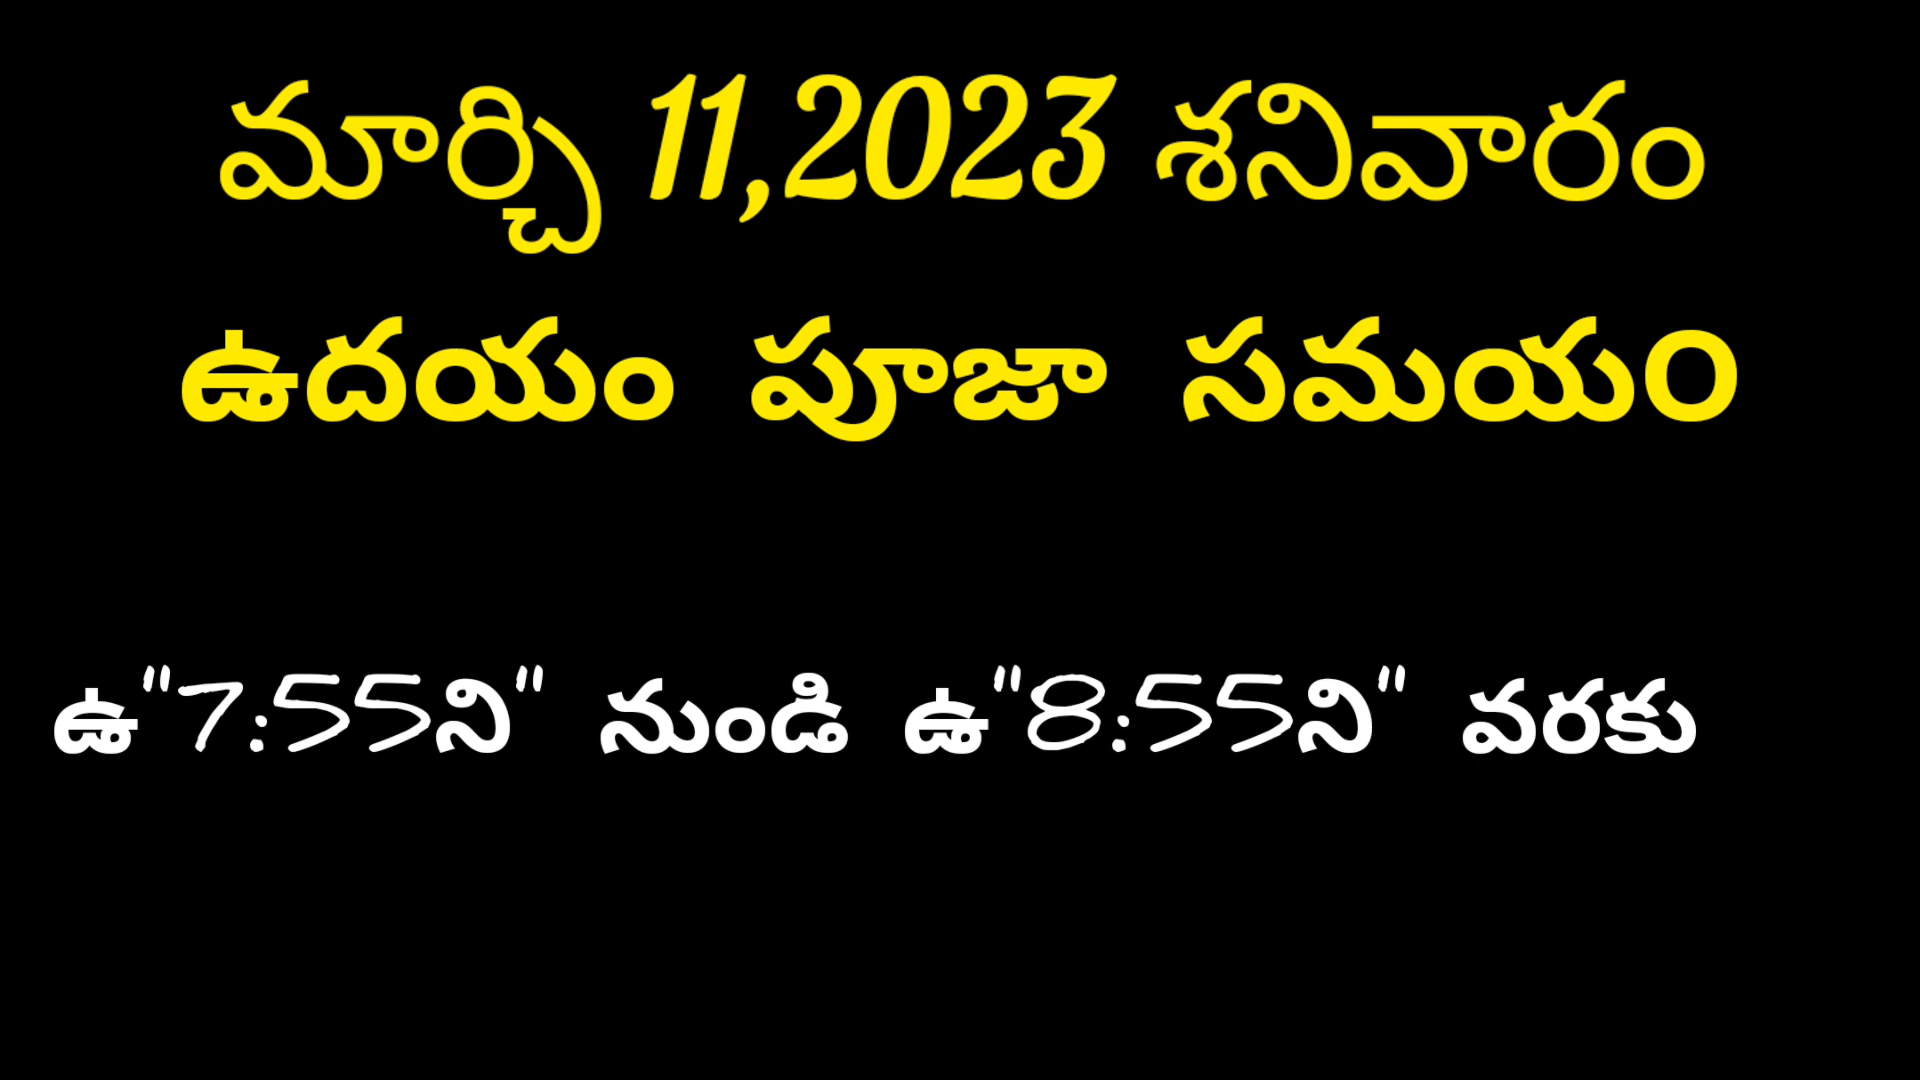 మార్చి 11,2023 శనివారం
ఉదయం పూజా సమయం
ఉ"7:55ని" నుండి ఉ"8:55ని" వరకు